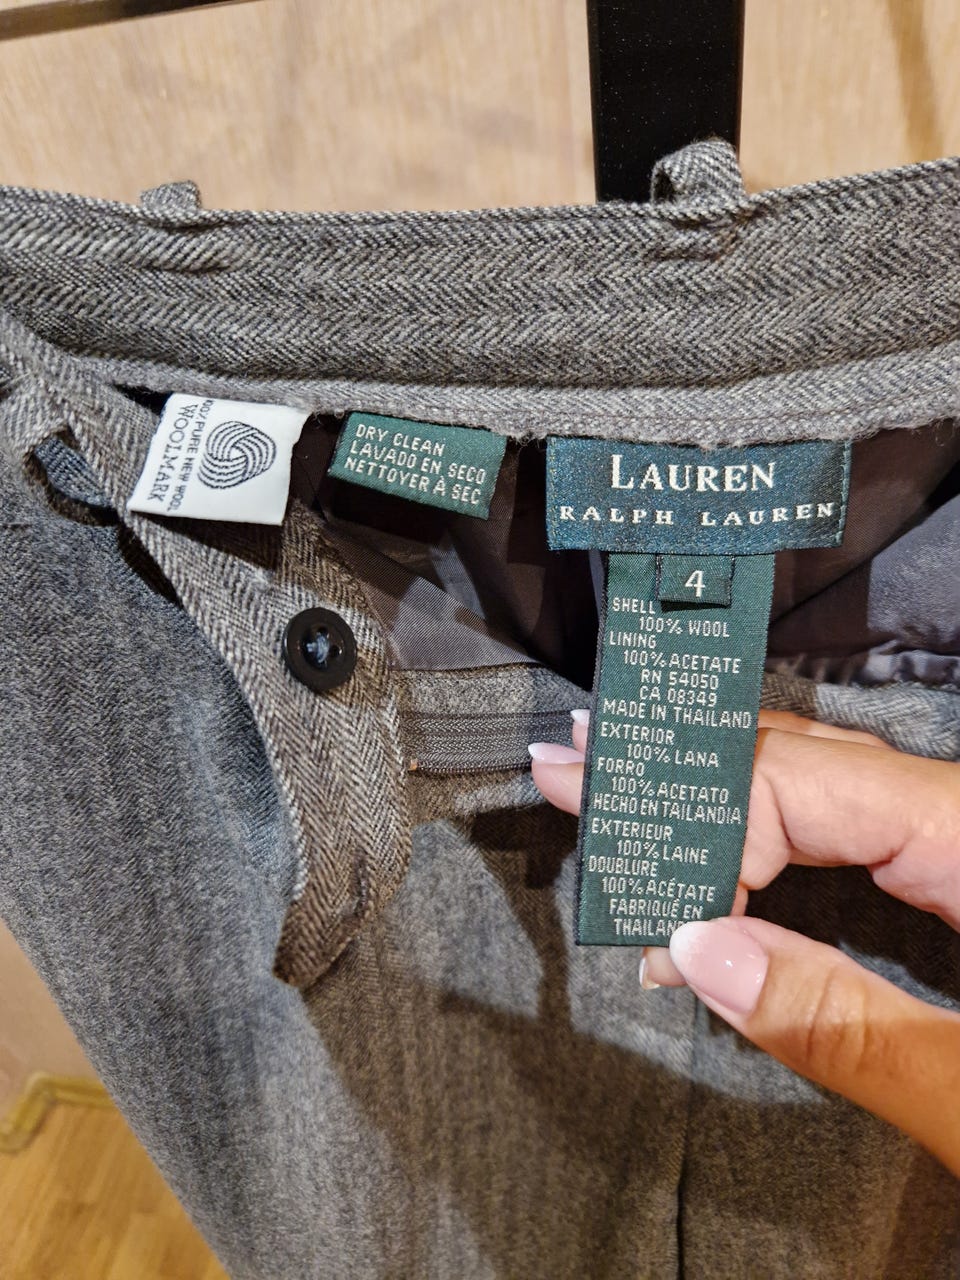 100% PURE NEW WOOL
WOOLMARK
DRY CLEAN
LAVADO EN SECO
NETTOYER À SEC
LAUREN
RALPH LAUREN
4
SHELL
100% WOOL
LINING
100% ACETATE
RN 54050
CA 08349
MADE IN THAILAND
EXTERIOR
100% LANA
FORRO
100% ACETATO
HECHO EN TAILANDIA
EXTERIEUR
100% LAINE
DOUBLURE
100% ACÉTATE
FABRIQUÉ EN
THAILAND